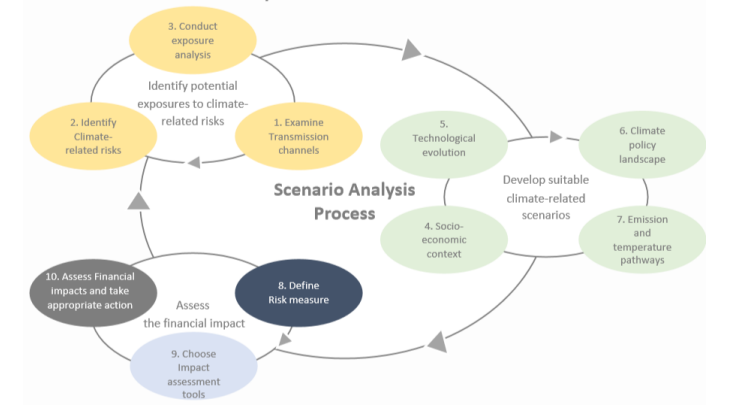 3. Conduct
exposure
analysis
Identify potential
exposures to climate-
related risks
2. Identify
Climate-
related risks
1. Examine
Transmission
channels
Scenario Analysis
Process
5.
Technological
evolution
6. Climate
policy
landscape
Develop suitable
climate-related
scenarios
4. Socio-
economic
context
7. Emission
and
temperature
pathways
10. Assess Financial
impacts and take
appropriate action
8. Define
Risk measure
Assess
the financial impact
9. Choose
Impact
assessment
tools